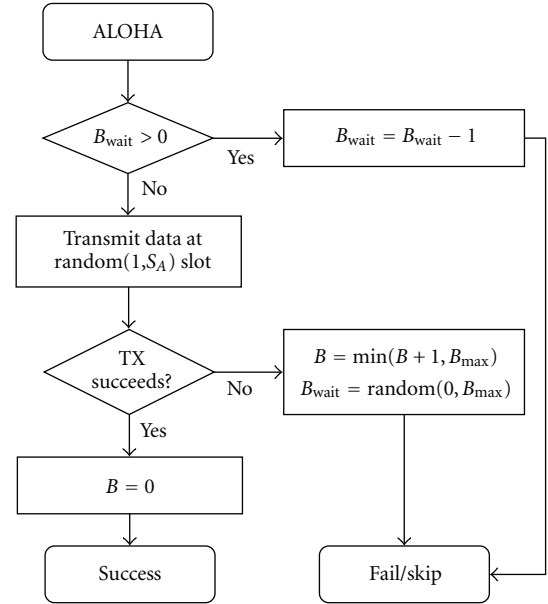 ALOHA
B_wait > 0
Yes
B_wait = B_wait − 1
No
Transmit data at
random(1,S_A) slot
TX
succeeds?
No
B = min(B + 1, B_max)
B_wait = random(0, B_max)
Yes
B = 0
Success
Fail/skip